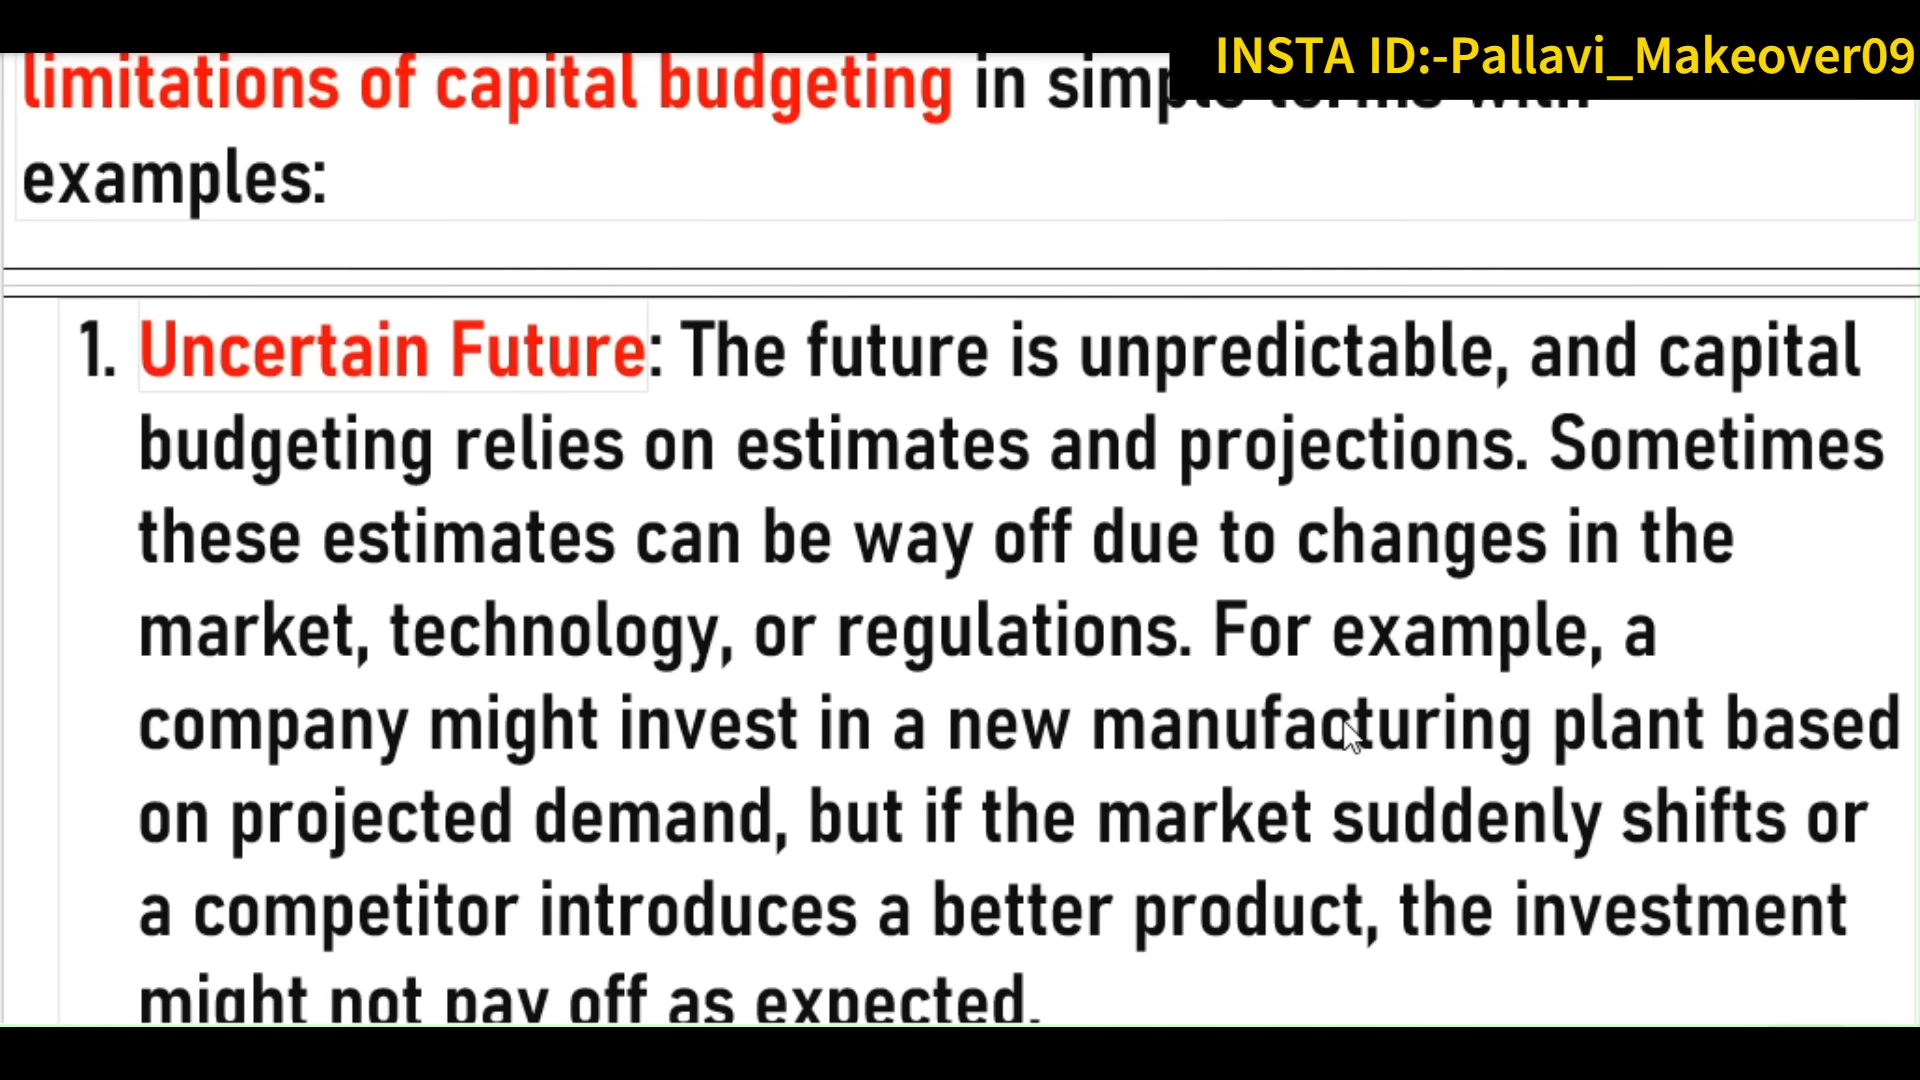 INSTA ID:-Pallavi_Makeover09
limitations of capital budgeting in simple terms with
examples:
1. Uncertain Future: The future is unpredictable, and capital
budgeting relies on estimates and projections. Sometimes
these estimates can be way off due to changes in the
market, technology, or regulations. For example, a
company might invest in a new manufacturing plant based
on projected demand, but if the market suddenly shifts or
a competitor introduces a better product, the investment
might not pay off as expected.